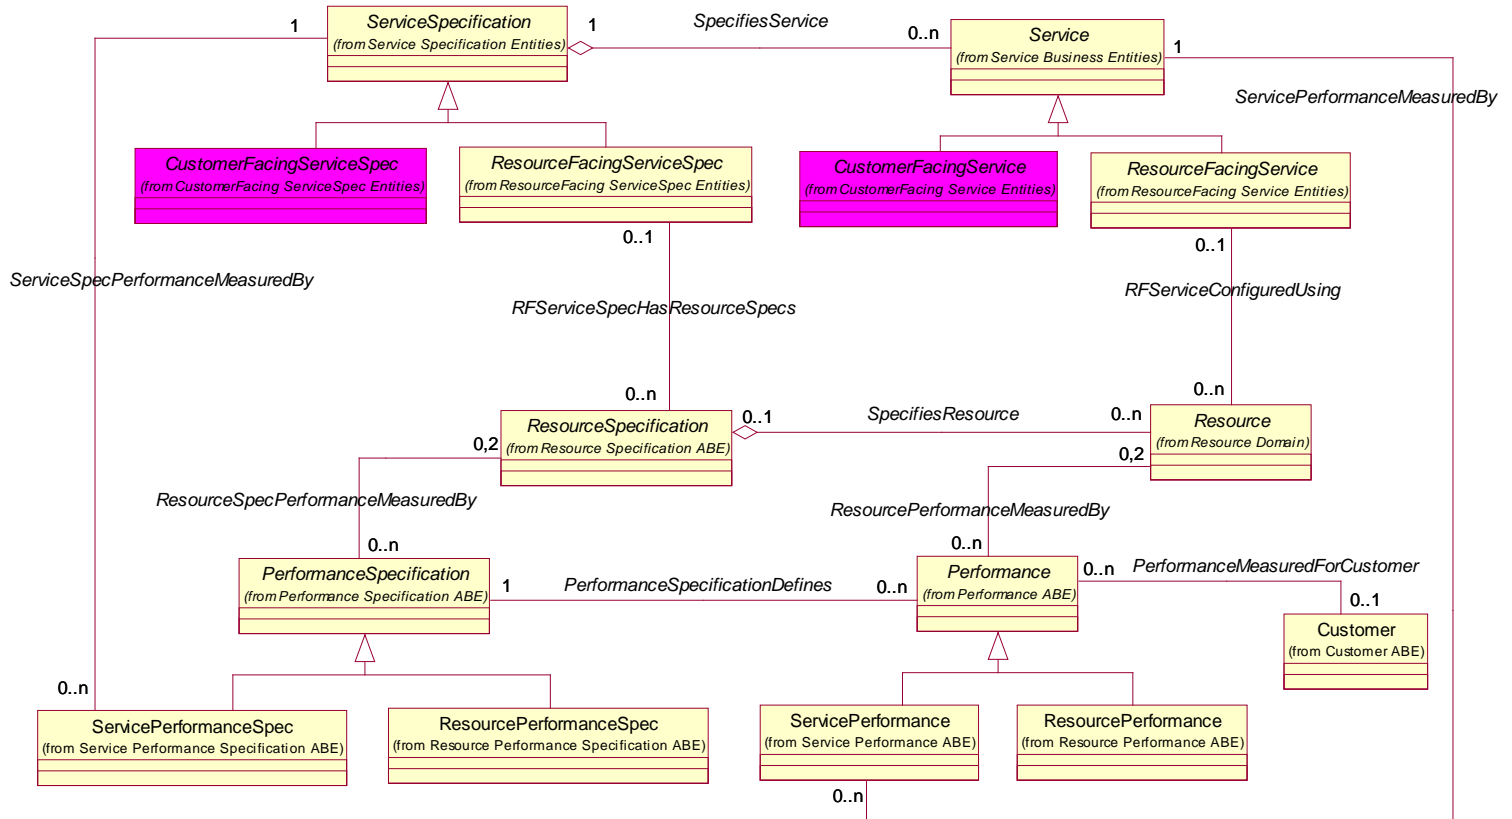 ServiceSpecification
(from Service Specification Entities)
1
1
SpecifiesService
0..n
Service
(from Service Business Entities)
1
ServicePerformanceMeasuredBy
CustomerFacingServiceSpec
(from CustomerFacing ServiceSpec Entities)
ResourceFacingServiceSpec
(from ResourceFacing ServiceSpec Entities)
CustomerFacingService
(from CustomerFacing Service Entities)
ResourceFacingService
(from ResourceFacing Service Entities)
0..1
0..1
ServiceSpecPerformanceMeasuredBy
RFServiceSpecHasResourceSpecs
RFServiceConfiguredUsing
0..n
0..n
ResourceSpecification
(from Resource Specification ABE)
0..1
SpecifiesResource
0..n
Resource
(from Resource Domain)
0,2
0,2
ResourceSpecPerformanceMeasuredBy
ResourcePerformanceMeasuredBy
0..n
0..n
PerformanceSpecification
(from Performance Specification ABE)
1
PerformanceSpecificationDefines
0..n
Performance
(from Performance ABE)
0..n
PerformanceMeasuredForCustomer
0..1
Customer
(from Customer ABE)
0..n
ServicePerformanceSpec
(from Service Performance Specification ABE)
ResourcePerformanceSpec
(from Resource Performance Specification ABE)
ServicePerformance
(from Service Performance ABE)
ResourcePerformance
(from Resource Performance ABE)
0..n